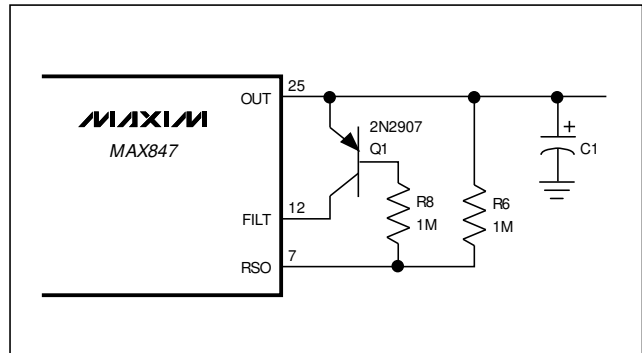 OUT
25
MAXIM
MAX847
2N2907
Q1
+
C1
FILT
12
R8
1M
R6
1M
RSO
7